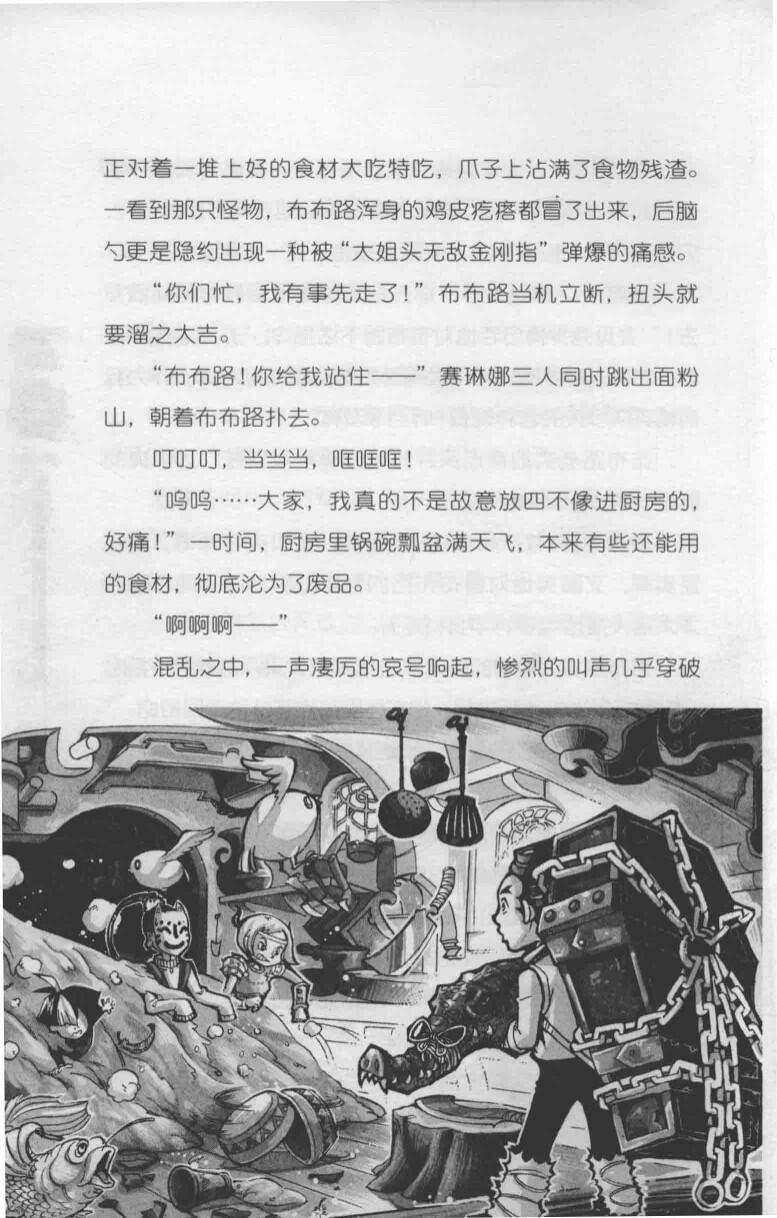 正对着一堆上好的食材大吃特吃，爪子上沾满了食物残渣。
一看到那只怪物，布布路浑身的鸡皮疙瘩都冒了出来，后脑
勺更是隐约出现一种被“大姐头无敌金刚指”弹爆的痛感。
“你们忙，我有事先走了！”布布路当机立断，扭头就
要溜之大吉。
“布布路！你给我站住——”赛琳娜三人同时跳出面粉
山，朝着布布路扑去。
叮叮叮，当当当，哐哐哐！
“呜呜……大家，我真的不是故意放四不像进厨房的，
好痛！”一时间，厨房里锅碗瓢盆满天飞，本来有些还能用
的食材，彻底沦为了废品。
“啊啊啊——”
混乱之中，一声凄厉的哀号响起，惨烈的叫声几乎穿破